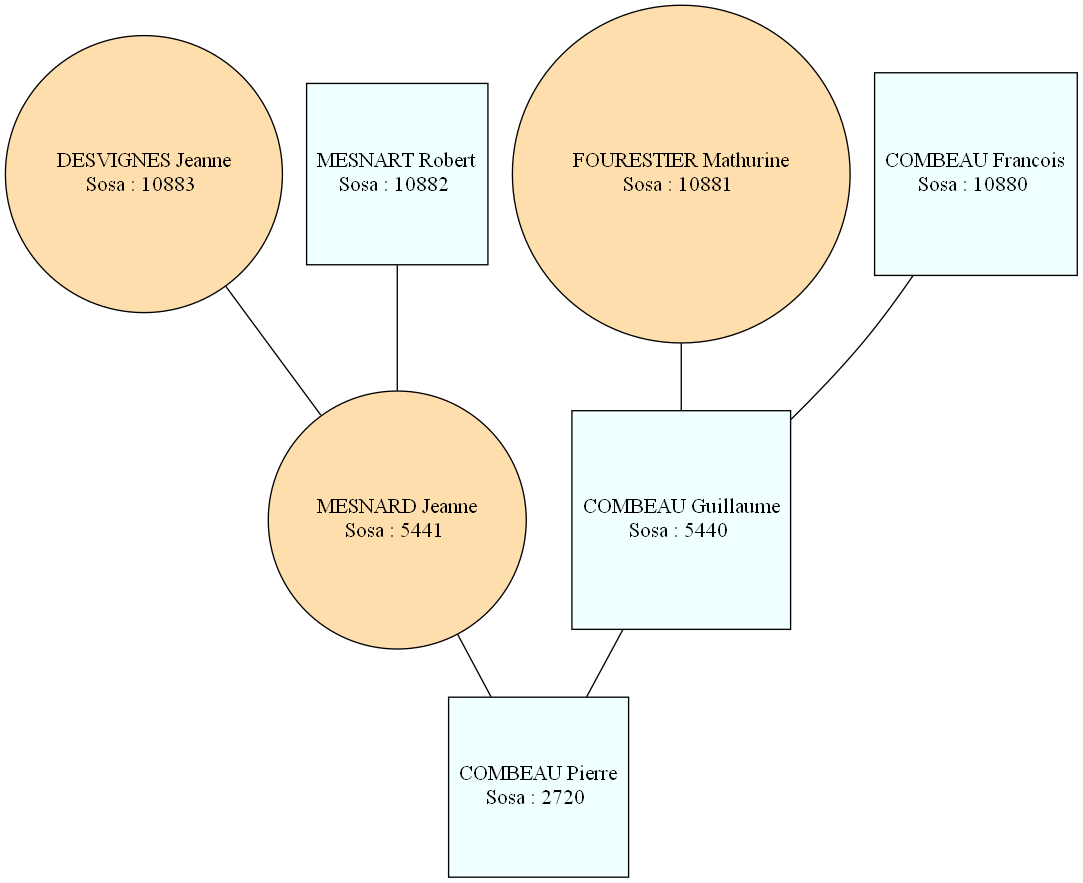 DESVIGNES Jeanne
Sosa : 10883
MESNART Robert
Sosa : 10882
FOURESTIER Mathurine
Sosa : 10881
COMBEAU Francois
Sosa : 10880
MESNARD Jeanne
Sosa : 5441
COMBEAU Guillaume
Sosa : 5440
COMBEAU Pierre
Sosa : 2720